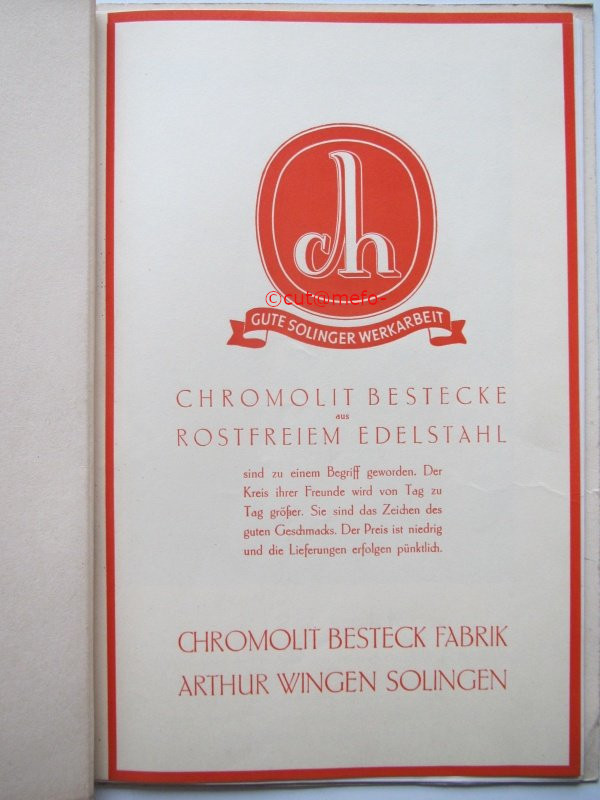 ch
©cut@mefo-
GUTE SOLINGER WERKARBEIT
CHROMOLIT BESTECKE
aus
ROSTFREIEM EDELSTAHL
sind zu einem Begriff geworden. Der
Kreis ihrer Freunde wird von Tag zu
Tag größer. Sie sind das Zeichen des
guten Geschmacks. Der Preis ist niedrig
und die Lieferungen erfolgen pünktlich.
CHROMOLIT BESTECK FABRIK
ARTHUR WINGEN SOLINGEN